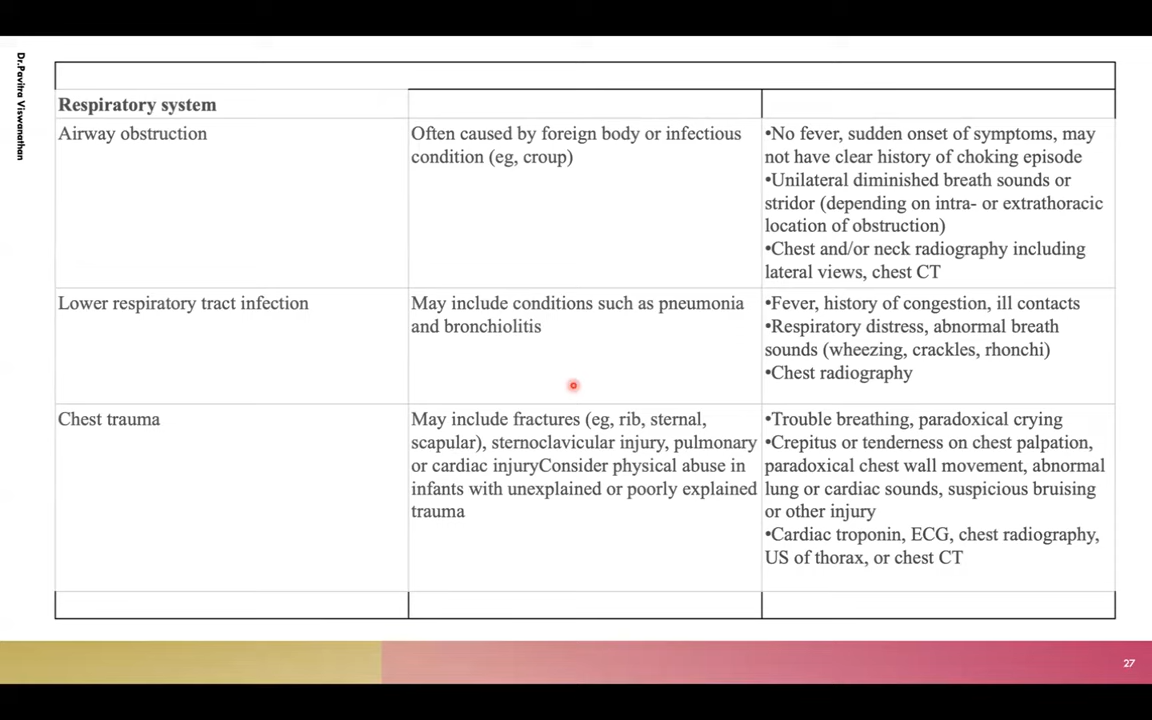 Dr.Pavitra Viswanathan
Respiratory system
Airway obstruction
Often caused by foreign body or infectious
condition (eg, croup)
•No fever, sudden onset of symptoms, may
not have clear history of choking episode
•Unilateral diminished breath sounds or
stridor (depending on intra- or extrathoracic
location of obstruction)
•Chest and/or neck radiography including
lateral views, chest CT
Lower respiratory tract infection
May include conditions such as pneumonia
and bronchiolitis
•Fever, history of congestion, ill contacts
•Respiratory distress, abnormal breath
sounds (wheezing, crackles, rhonchi)
•Chest radiography
Chest trauma
May include fractures (eg, rib, sternal,
scapular), sternoclavicular injury, pulmonary
or cardiac injuryConsider physical abuse in
infants with unexplained or poorly explained
trauma
•Trouble breathing, paradoxical crying
•Crepitus or tenderness on chest palpation,
paradoxical chest wall movement, abnormal
lung or cardiac sounds, suspicious bruising
or other injury
•Cardiac troponin, ECG, chest radiography,
US of thorax, or chest CT
27